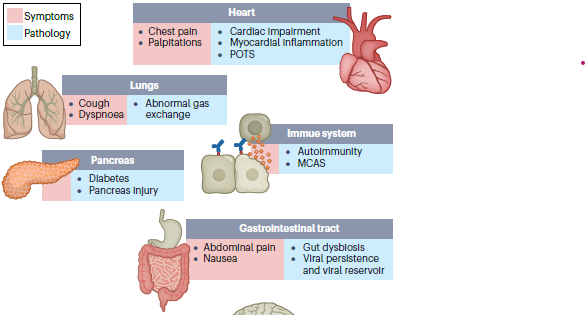 Symptoms
Pathology
Heart
• Chest pain
• Palpitations
• Cardiac impairment
• Myocardial inflammation
• POTS
Lungs
• Cough
• Dyspnoea
• Abnormal gas
exchange
Immue system
• Autoimmunity
• MCAS
Pancreas
• Diabetes
• Pancreas injury
Gastrointestinal tract
• Abdominal pain
• Nausea
• Gut dysbiosis
• Viral persistence
and viral reservoir